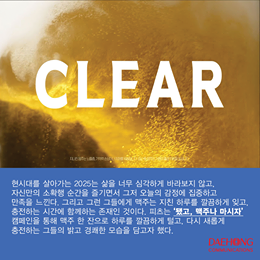 CLEAR
현시대를 살아가는 2025는 삶을 너무 심각하게 바라보지 않고,
자신만의 소확행 순간을 즐기면서 그저 오늘의 감정에 집중하고
만족을 느낀다. 그리고 그런 그들에게 맥주는 지친 하루를 깔끔하게 잊고,
충전하는 시간에 함께하는 존재인 것이다. 피츠는 '됐고, 맥주나 마시자'
캠페인을 통해 맥주 한 잔으로 하루를 깔끔하게 털고, 다시 새롭게
충전하는 그들의 밝고 경쾌한 모습을 담고자 했다.